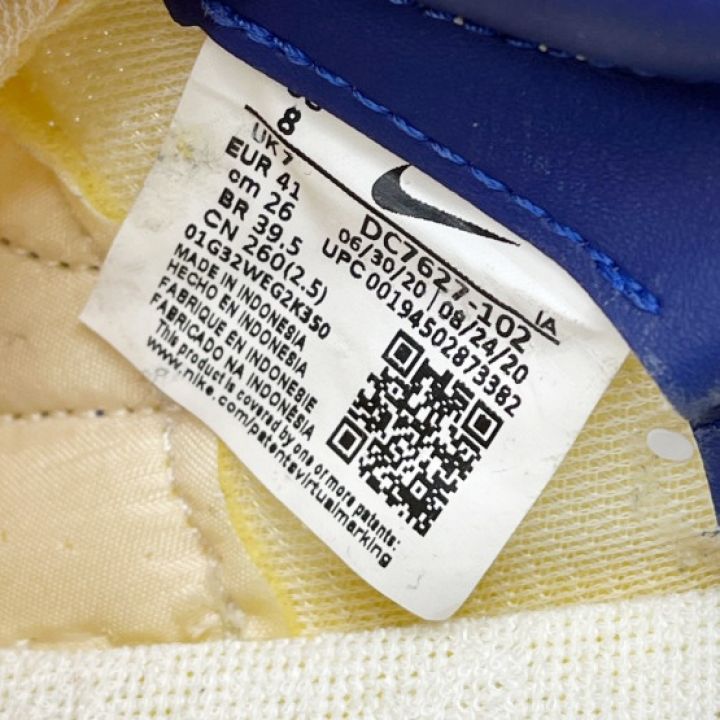 8
UK 7
EUR 41
cm 26
BR 39.5
CN 260(2.5)
01G32WEG2K350
MADE IN INDONESIA
HECHO EN INDONESIA
FABRIQUE EN INDONESIE
FABRICADO NA INDONÉSIA
This product is covered by one or more patents:
www.nike.com/patentsvirtualmarking
DC7627-102
IA
06/30/20 | 08/24/20
UPC 00194502873382